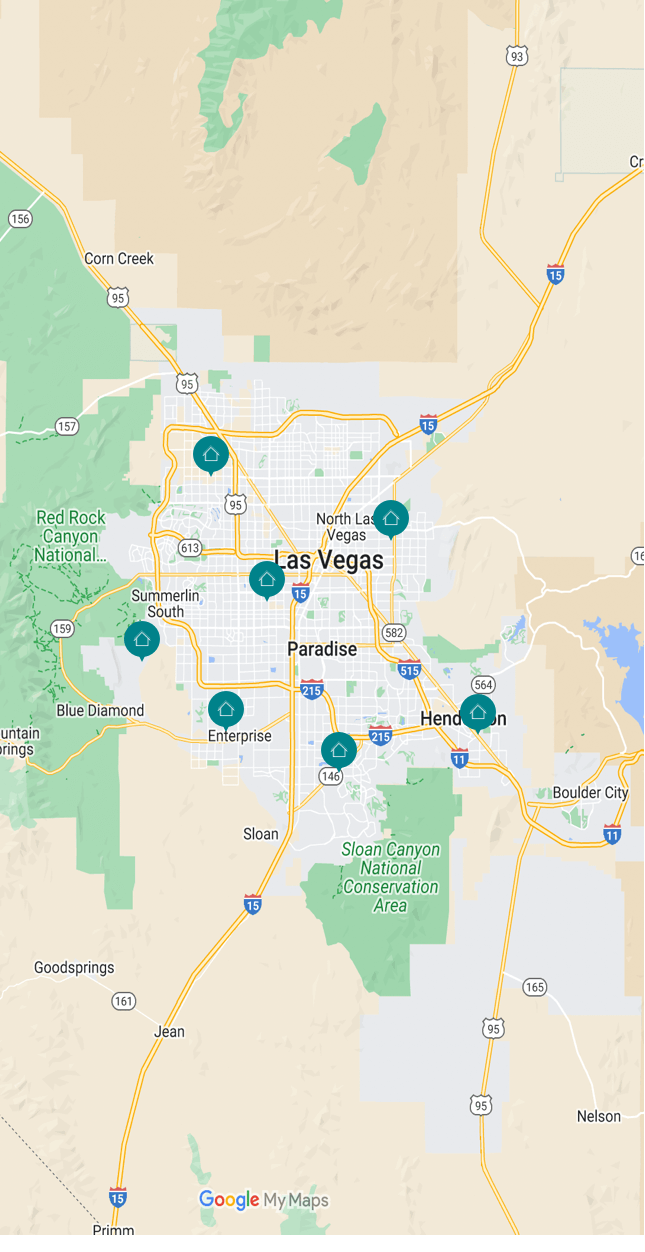 93
Cr
156
15
Corn Creek
95
95
157
15
95
Red Rock
Canyon
National...
North Las
Vegas
613
16
Las Vegas
15
Summerlin
South
159
582
Paradise
515
215
564
Blue Diamond
Henderson
untain
prings
Enterprise
215
11
146
Boulder City
Sloan
11
Sloan Canyon
National
Conservation
Area
15
Goodsprings
165
161
95
Jean
95
Nelson
15
Google My Maps
Primm